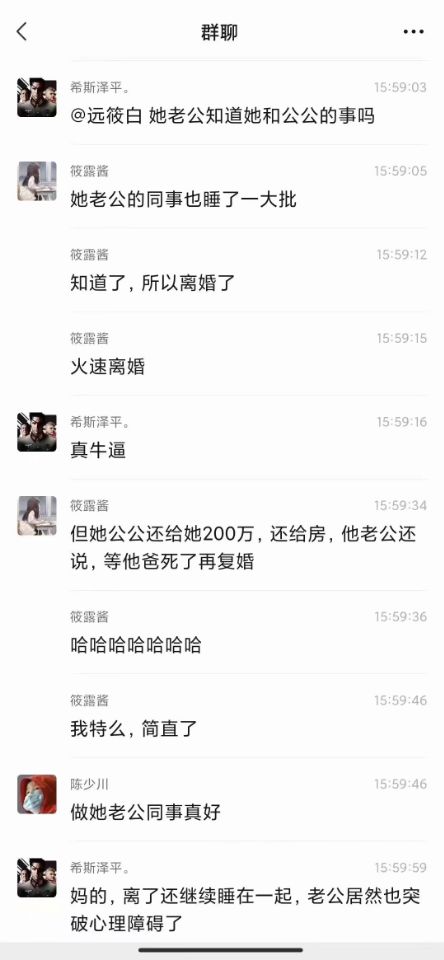 群聊
希斯泽平。 15:59:03
@远筱白 她老公知道她和公公的事吗
筱露酱 15:59:05
她老公的同事也睡了一大批
筱露酱 15:59:12
知道了，所以离婚了
筱露酱 15:59:15
火速离婚
希斯泽平。 15:59:16
真牛逼
筱露酱 15:59:34
但她公公还给她200万，还给房，他老公还
说，等他爸死了再复婚
筱露酱 15:59:36
哈哈哈哈哈哈哈
筱露酱 15:59:46
我特么，简直了
陈少川 15:59:46
做她老公同事真好
希斯泽平。 15:59:59
妈的，离了还继续睡在一起，老公居然也突
破心理障碍了